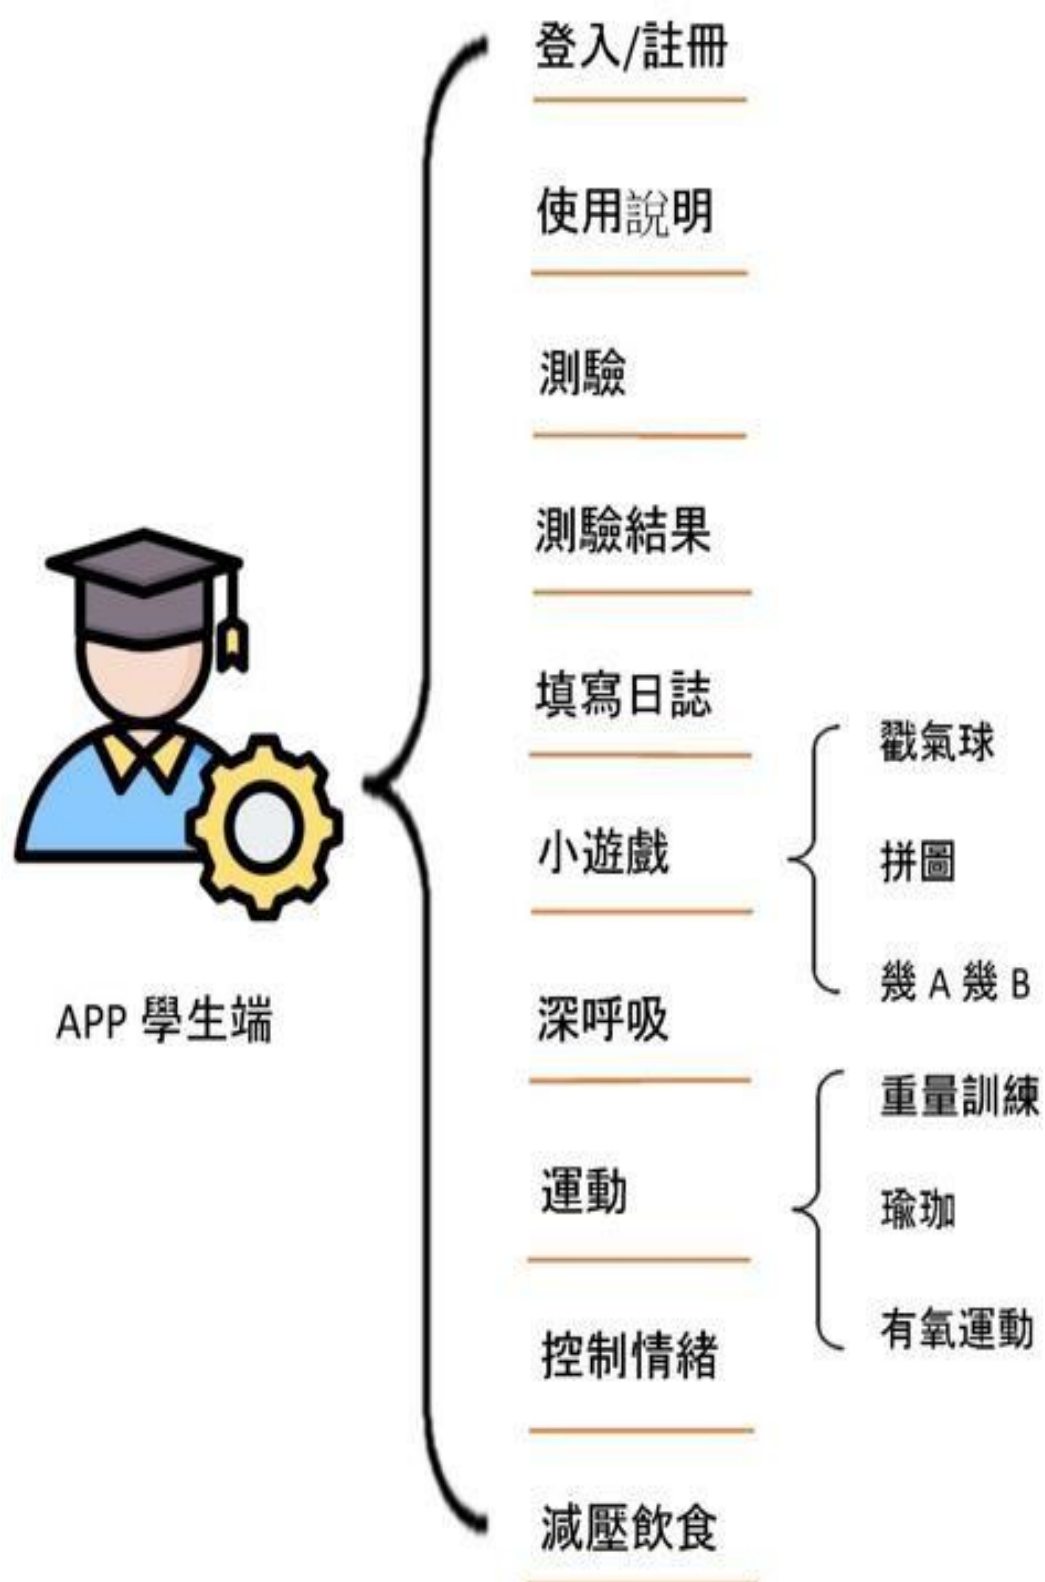 登入/註冊
使用說明
測驗
測驗結果
填寫日誌
小遊戲
戳氣球
拼圖
幾 A 幾 B
深呼吸
運動
重量訓練
瑜珈
有氧運動
控制情緒
減壓飲食
APP 學生端